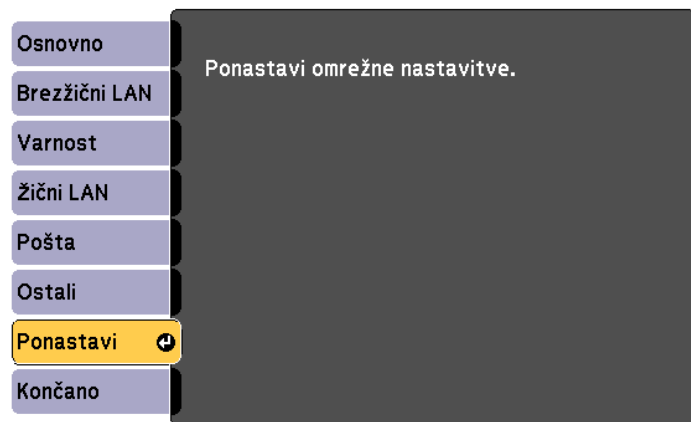 Osnovno
Brezžični LAN
Varnost
Žični LAN
Pošta
Ostali
Ponastavi
Končano
Ponastavi omrežne nastavitve.